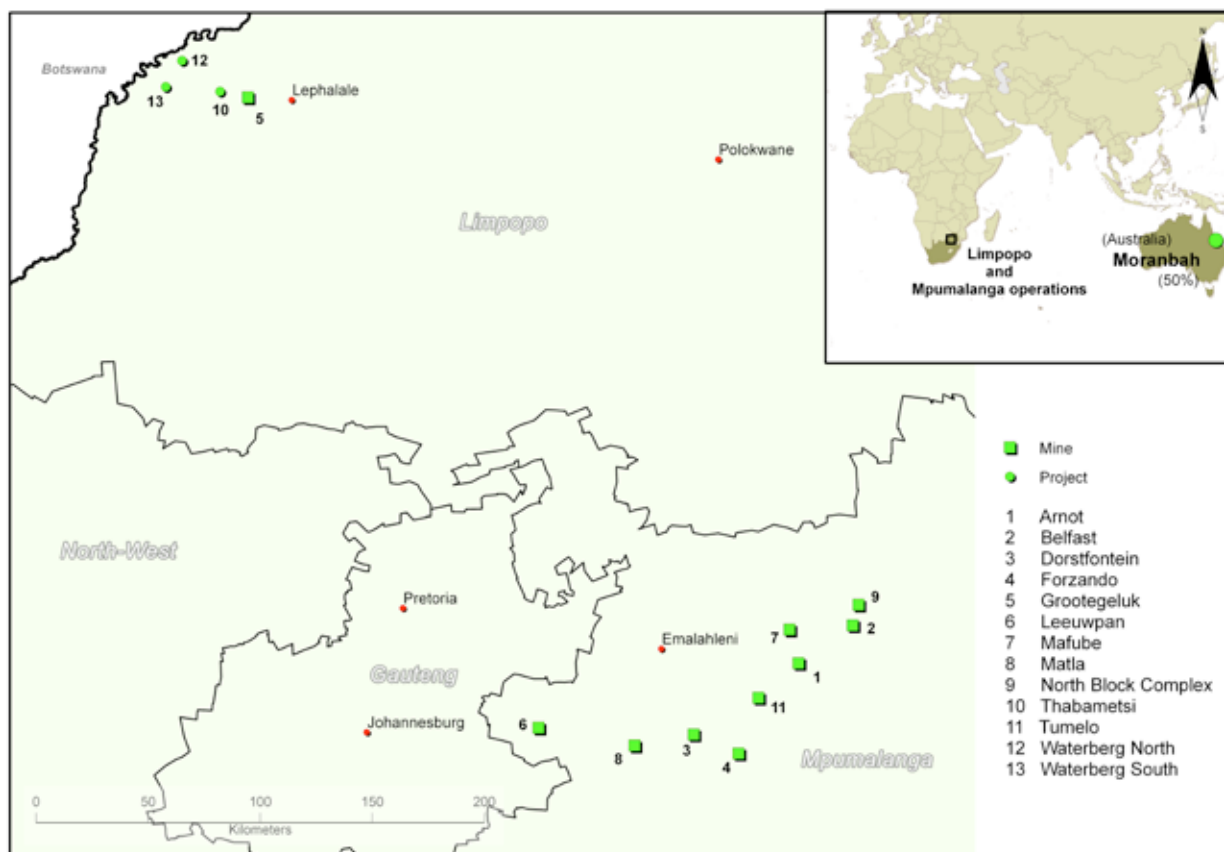 Botswana
12
13
10
5
Lephalale
Polokwane
Limpopo
N
S
(Australia)
Moranbah
(50%)
Limpopo
and
Mpumalanga operations
North-West
Pretoria
Gauteng
Johannesburg
Emalahleni
9
2
7
1
11
6
8
3
4
Mpumalanga
0 50 100 150 200
Kilometers
Mine
Project
1 Arnot
2 Belfast
3 Dorstfontein
4 Forzando
5 Grootegeluk
6 Leeuwpan
7 Mafube
8 Matla
9 North Block Complex
10 Thabametsi
11 Tumelo
12 Waterberg North
13 Waterberg South